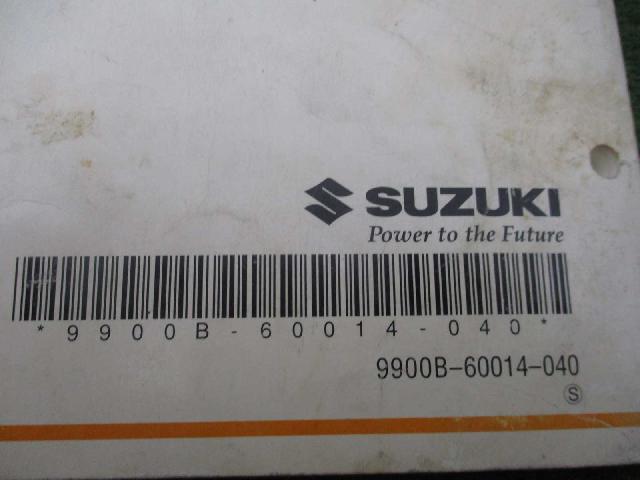 SUZUKI
Power to the Future
*9900B-60014-040*
9900B-60014-040
S